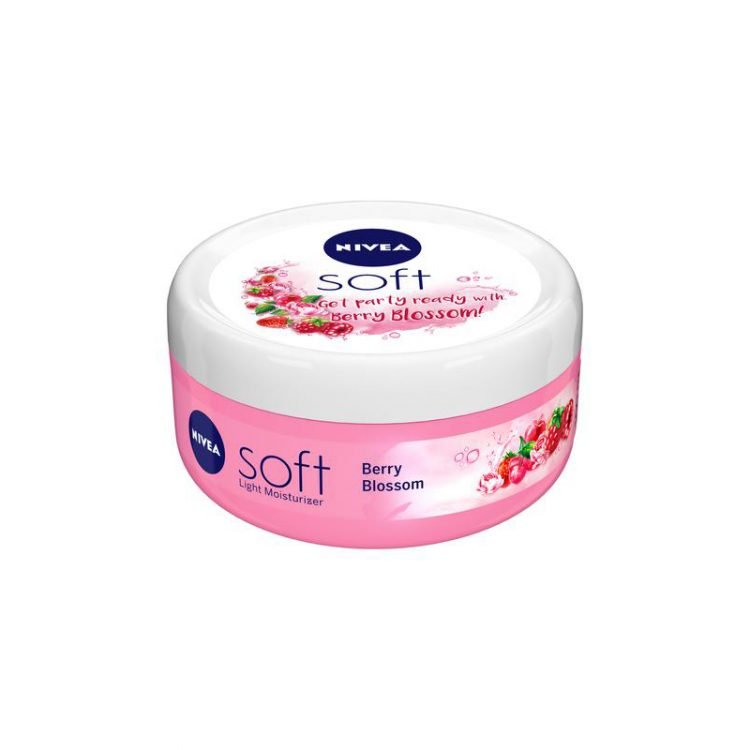 NIVEA
soft
Get party ready with
Berry Blossom!
NIVEA
soft
Light Moisturizer
Berry
Blossom